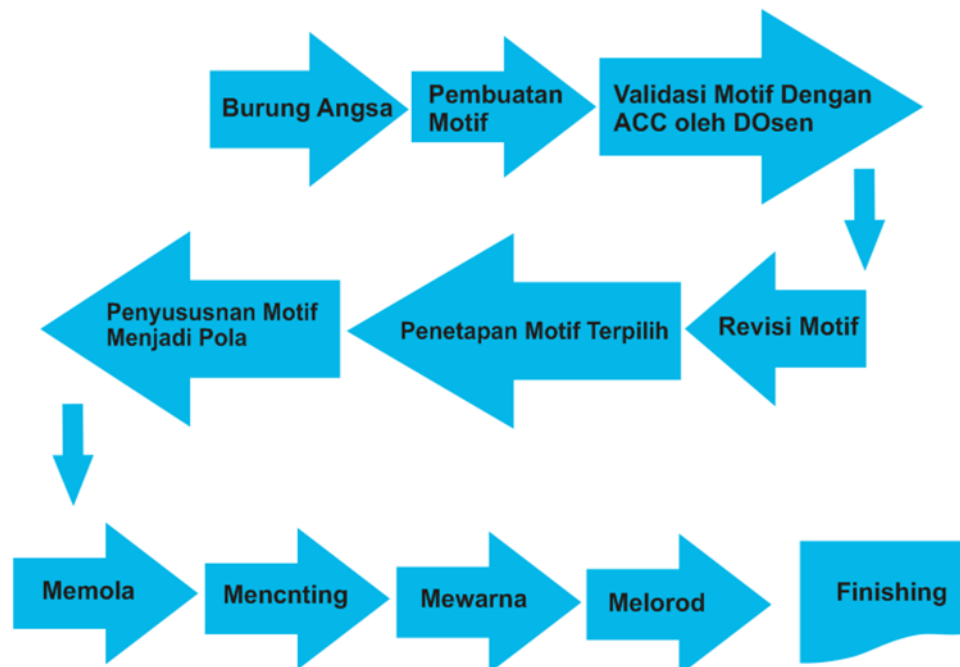 Burung Angsa
Pembuatan
Motif
Validasi Motif Dengan
ACC oleh DOsen
Revisi Motif
Penetapan Motif Terpilih
Penyususnan Motif
Menjadi Pola
Memola
Mencnting
Mewarna
Melorod
Finishing